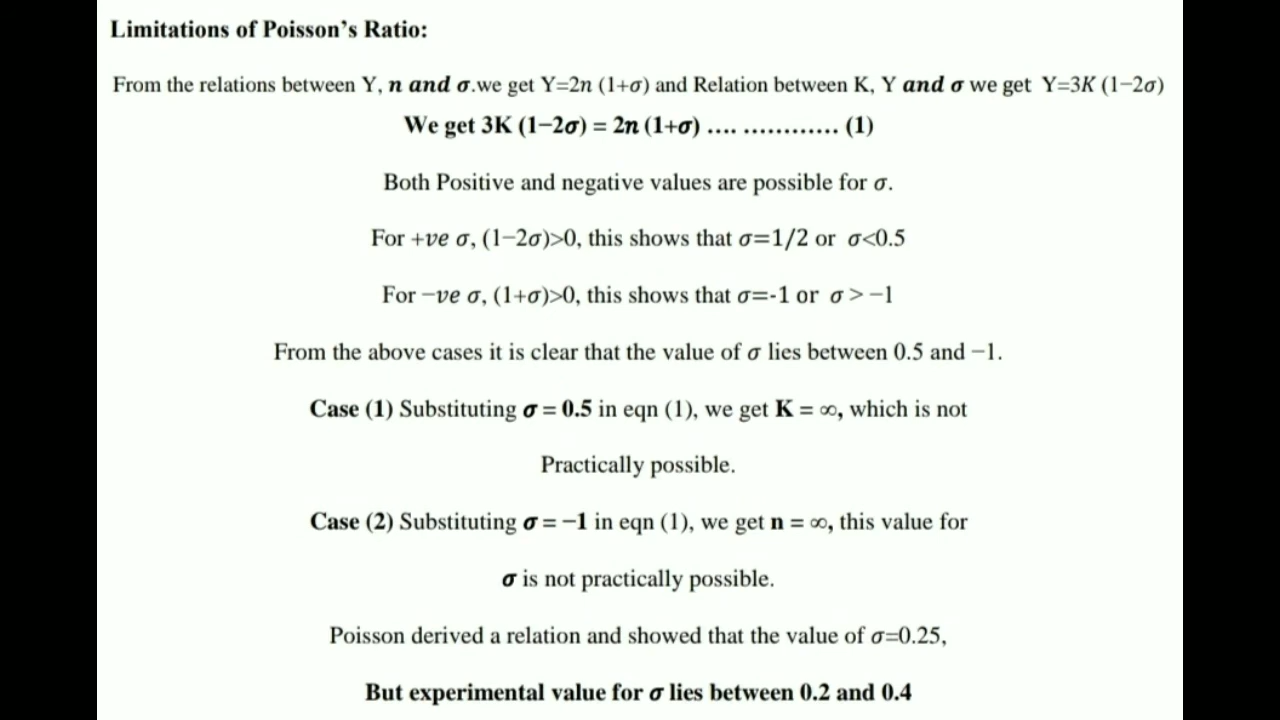 Limitations of Poisson's Ratio:
From the relations between Y, n and σ.we get Y=2n (1+σ) and Relation between K, Y and σ we get Y=3K (1−2σ)
We get 3K (1−2σ) = 2n (1+σ) .... ............ (1)
Both Positive and negative values are possible for σ.
For +ve σ, (1−2σ)>0, this shows that σ=1/2 or σ<0.5
For −ve σ, (1+σ)>0, this shows that σ=-1 or σ > −1
From the above cases it is clear that the value of σ lies between 0.5 and −1.
Case (1) Substituting σ = 0.5 in eqn (1), we get K = ∞, which is not
Practically possible.
Case (2) Substituting σ = −1 in eqn (1), we get n = ∞, this value for
σ is not practically possible.
Poisson derived a relation and showed that the value of σ=0.25,
But experimental value for σ lies between 0.2 and 0.4